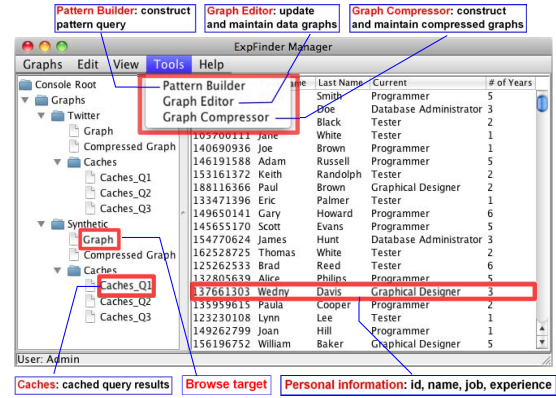 Pattern Builder: construct
pattern query
Graph Editor: update
and maintain data graphs
Graph Compressor: construct
and maintain compressed graphs
ExpFinder Manager
Graphs Edit View Tools Help
Pattern Builder
Graph Editor
Graph Compressor
Console Root
Graphs
Twitter
Graph
Compressed Graph
Caches
Caches_Q1
Caches_Q2
Caches_Q3
Synthetic
Graph
Compressed Graph
Caches
Caches_Q1
Caches_Q2
Caches_Q3
Last Name Current # of Years
Smith Programmer 5
Doe Database Administrator 3
Black Tester 2
105700111 Jane White Tester 1
140690936 Joe Brown Programmer 1
146191588 Adam Russell Programmer 5
153161372 Keith Randolph Tester 2
188116366 Paul Brown Graphical Designer 2
133471396 Eric Palmer Tester 1
149650141 Gary Howard Programmer 6
145655170 Scott Evans Programmer 5
154770624 James Hunt Database Administrator 3
162528725 Thomas White Tester 2
125262533 Brad Reed Tester 6
132805639 Alice Philips Programmer 5
137661303 Wedny Davis Graphical Designer 3
135959615 Paula Cooper Programmer 2
123230108 Lynn Lee Tester 1
149262799 Joan Hill Programmer 1
156196752 William Baker Graphical Designer 5
User: Admin
Caches: cached query results
Browse target
Personal information: id, name, job, experience